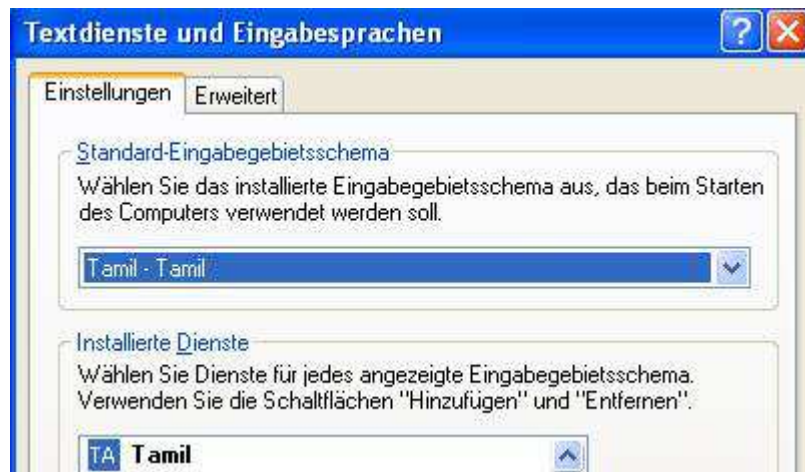 Textdienste und Eingabesprachen
Einstellungen Erweitert
Standard-Eingabegebietsschema
Wählen Sie das installierte Eingabegebietsschema aus, das beim Starten
des Computers verwendet werden soll.
Tamil - Tamil
Installierte Dienste
Wählen Sie Dienste für jedes angezeigte Eingabegebietsschema.
Verwenden Sie die Schaltflächen "Hinzufügen" und "Entfernen".
TA Tamil